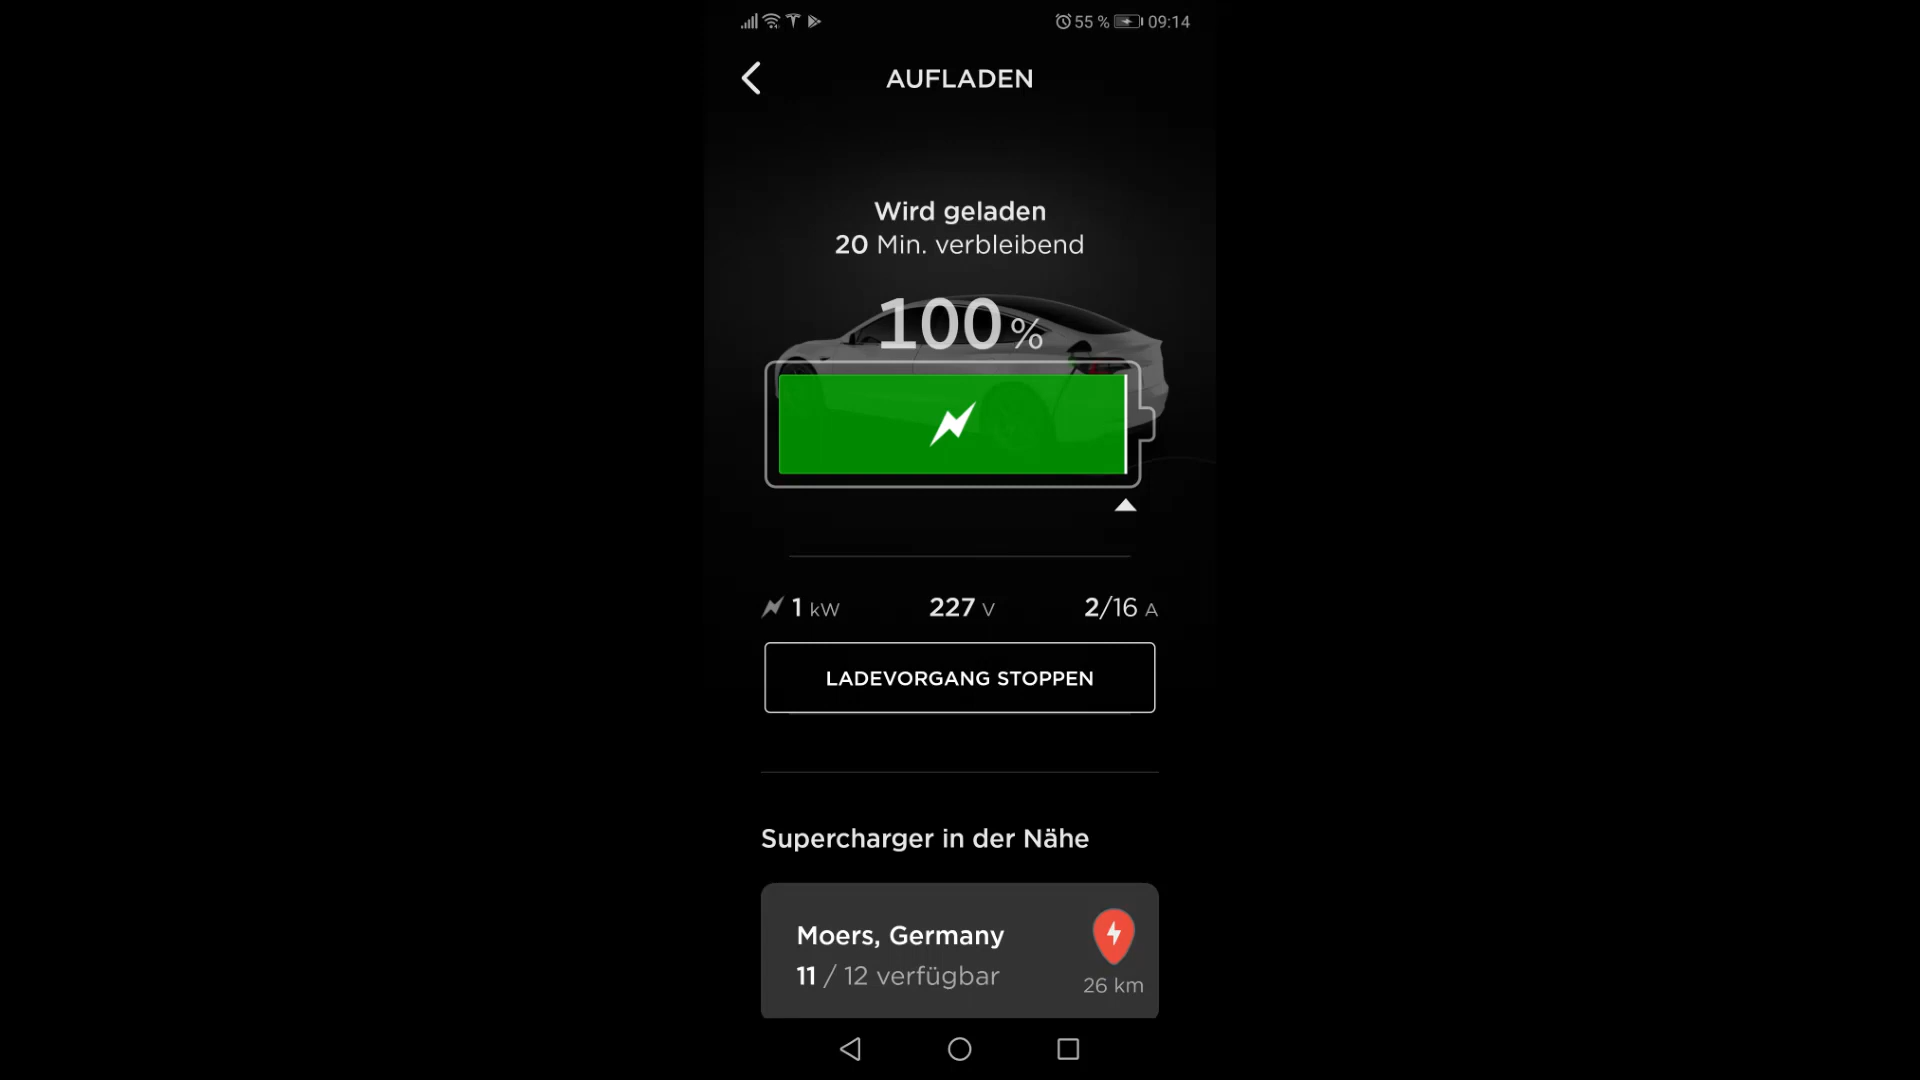 55 % 09:14
AUFLADEN
Wird geladen
20 Min. verbleibend
100 %
1 kW 227 V 2/16 A
LADEVORGANG STOPPEN
Supercharger in der Nähe
Moers, Germany
11 / 12 verfügbar
26 km